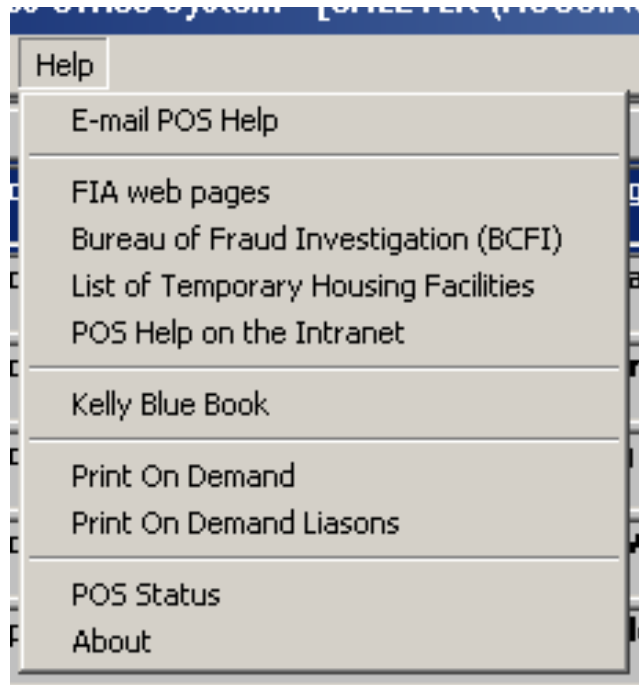 Help
E-mail POS Help
FIA web pages
Bureau of Fraud Investigation (BCFI)
List of Temporary Housing Facilities
POS Help on the Intranet
Kelly Blue Book
Print On Demand
Print On Demand Liasons
POS Status
About